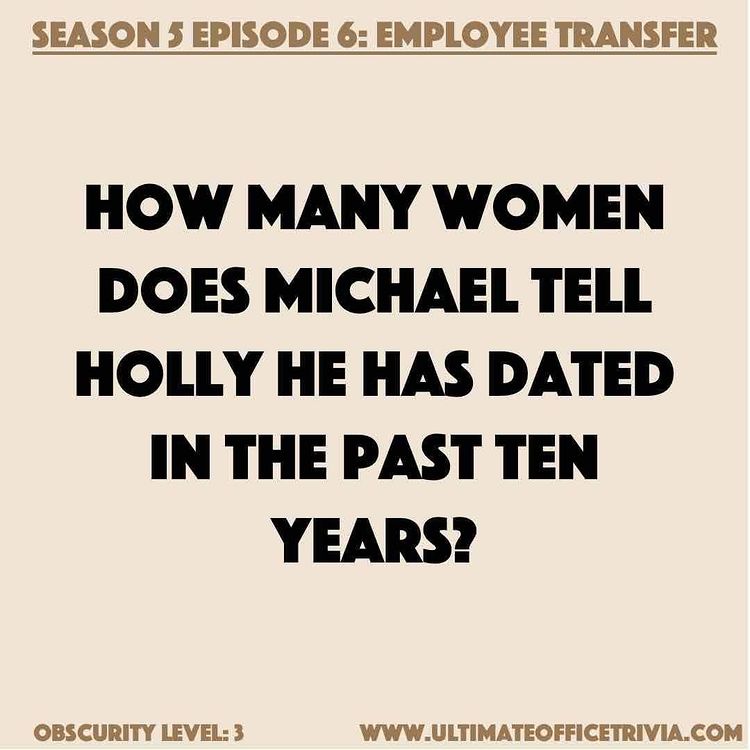 SEASON 5 EPISODE 6: EMPLOYEE TRANSFER
HOW MANY WOMEN
DOES MICHAEL TELL
HOLLY HE HAS DATED
IN THE PAST TEN
YEARS?
OBSCURITY LEVEL: 3
WWW.ULTIMATEOFFICETRIVIA.COM